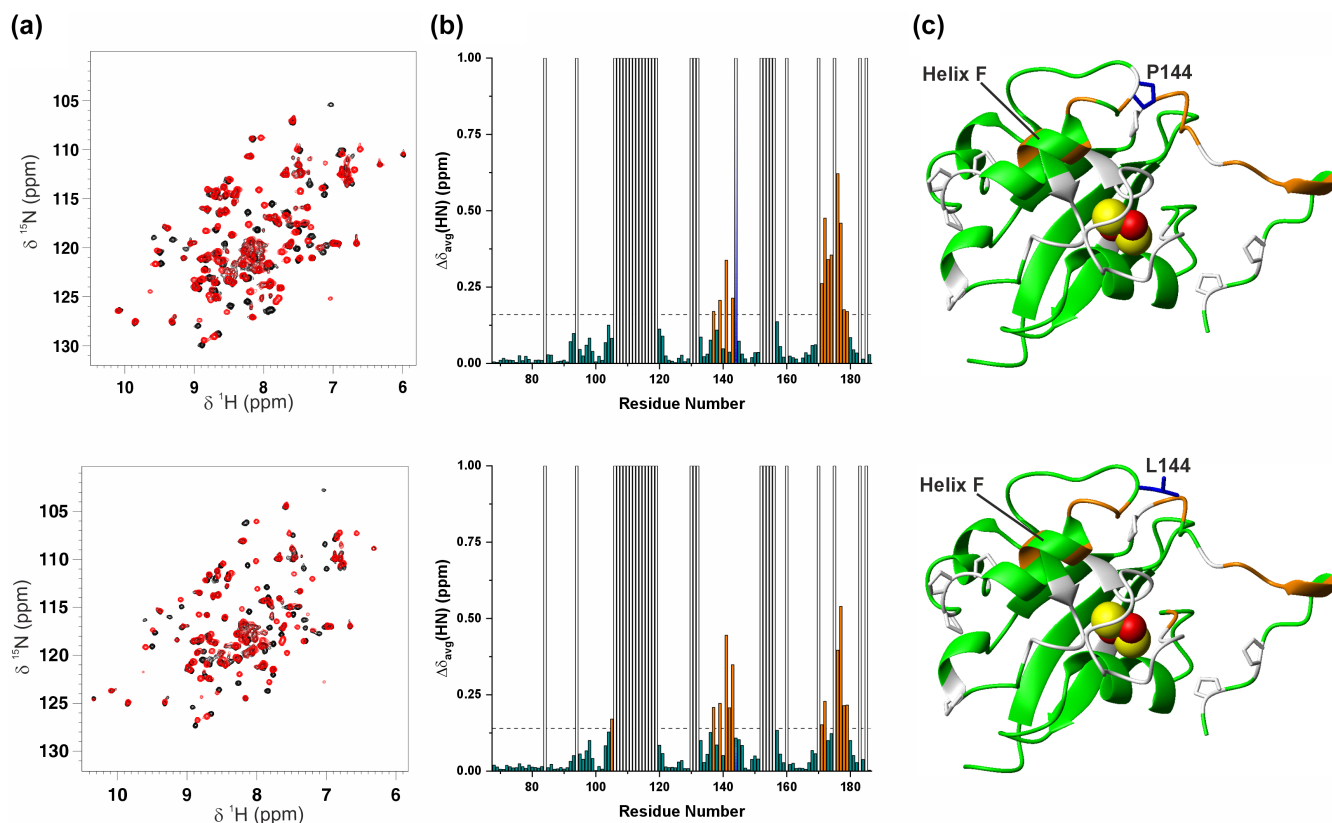 (a)
(b)
(c)
105
110
115
120
125
130
δ ¹⁵N (ppm)
10 9 8 7 6
δ ¹H (ppm)
1.00
0.75
0.50
0.25
0.00
Δδavg(HN) (ppm)
80 100 120 140 160 180
Residue Number
Helix F
P144
105
110
115
120
125
130
δ ¹⁵N (ppm)
10 9 8 7 6
δ ¹H (ppm)
1.00
0.75
0.50
0.25
0.00
Δδavg(HN) (ppm)
80 100 120 140 160 180
Residue Number
L144
Helix F